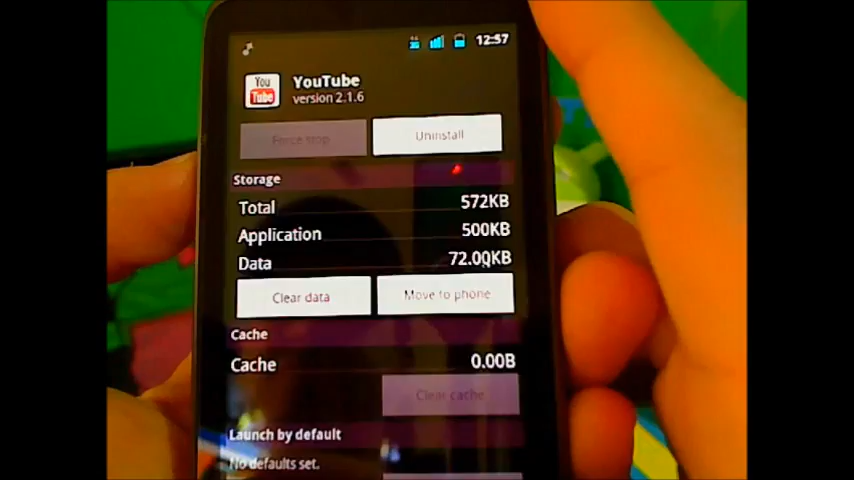 12:57
You
Tube
YouTube
version 2.1.6
Force stop
Uninstall
Storage
Total
572KB
Application
500KB
Data
72.00KB
Clear data
Move to phone
Cache
Cache
0.00B
Clear cache
Launch by default
No defaults set.